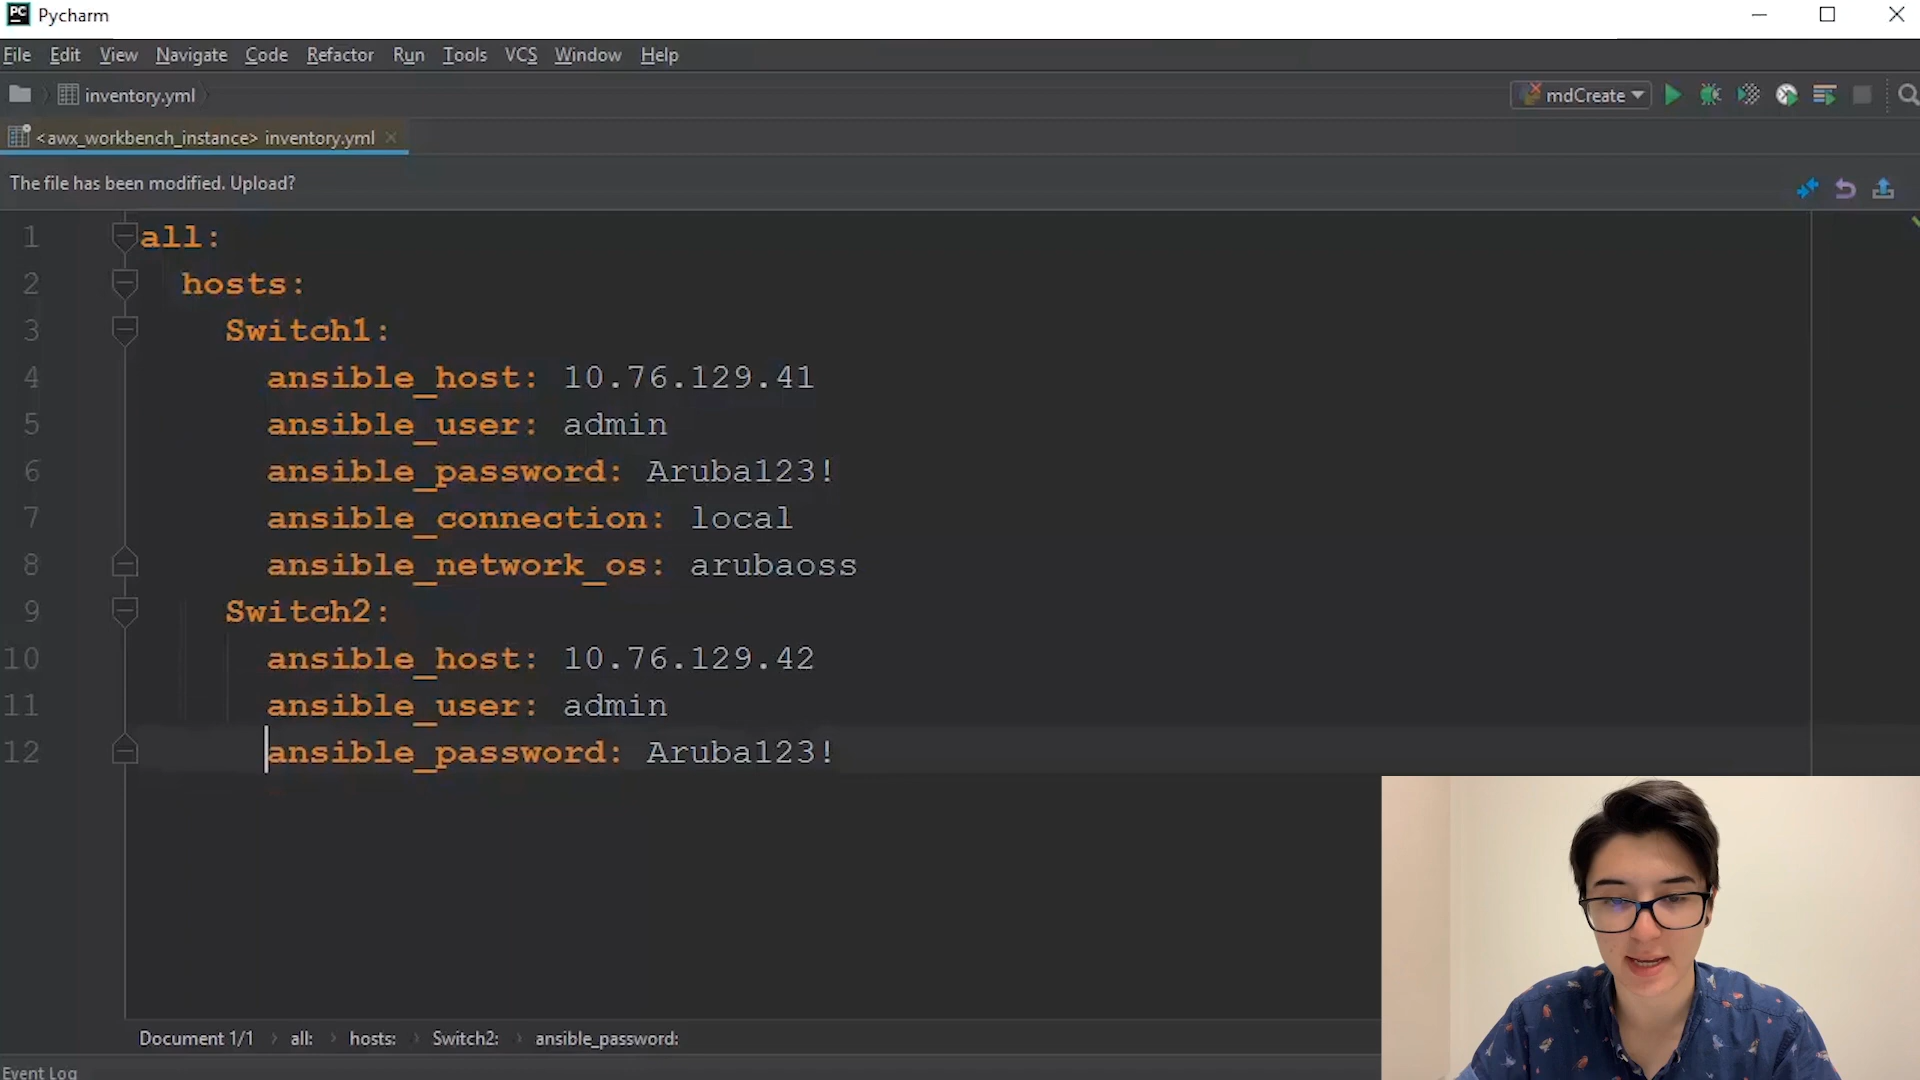 PC Pycharm
File Edit View Navigate Code Refactor Run Tools VCS Window Help
inventory.yml mdCreate
<awx_workbench_instance> inventory.yml
The file has been modified. Upload?
1 all:
2 hosts:
3 Switch1:
4 ansible_host: 10.76.129.41
5 ansible_user: admin
6 ansible_password: Aruba123!
7 ansible_connection: local
8 ansible_network_os: arubaoss
9 Switch2:
10 ansible_host: 10.76.129.42
11 ansible_user: admin
12 ansible_password: Aruba123!
Document 1/1 all: hosts: Switch2: ansible_password:
Event Log